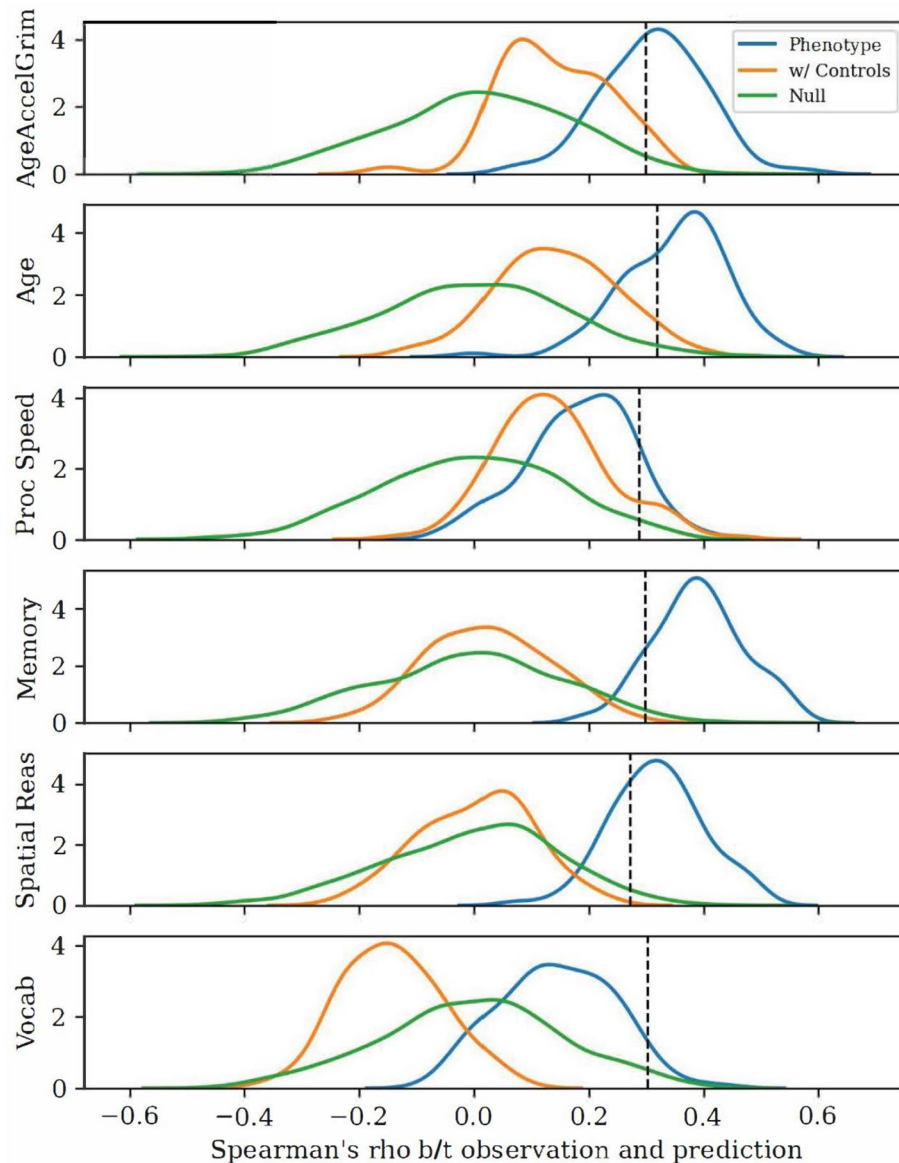 AgeAccelGrim
4
2
0
Phenotype
w/ Controls
Null
Age
4
2
0
Proc Speed
4
2
0
Memory
4
2
0
Spatial Reas
4
2
0
Vocab
4
2
0
−0.6
−0.4
−0.2
0.0
0.2
0.4
0.6
Spearman's rho b/t observation and prediction